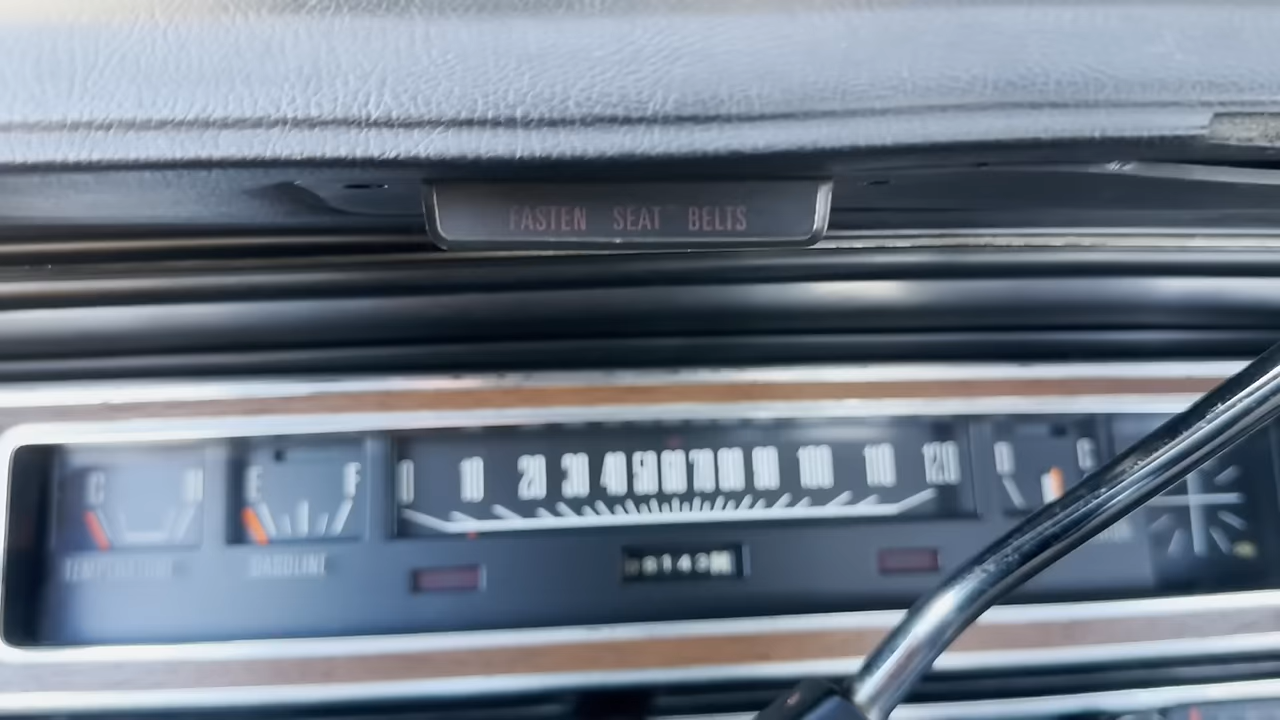 FASTEN SEAT BELTS
C H E F 0 10 20 30 40 50 60 70 80 90 100 110 120 D C
TEMPERATURE GASOLINE